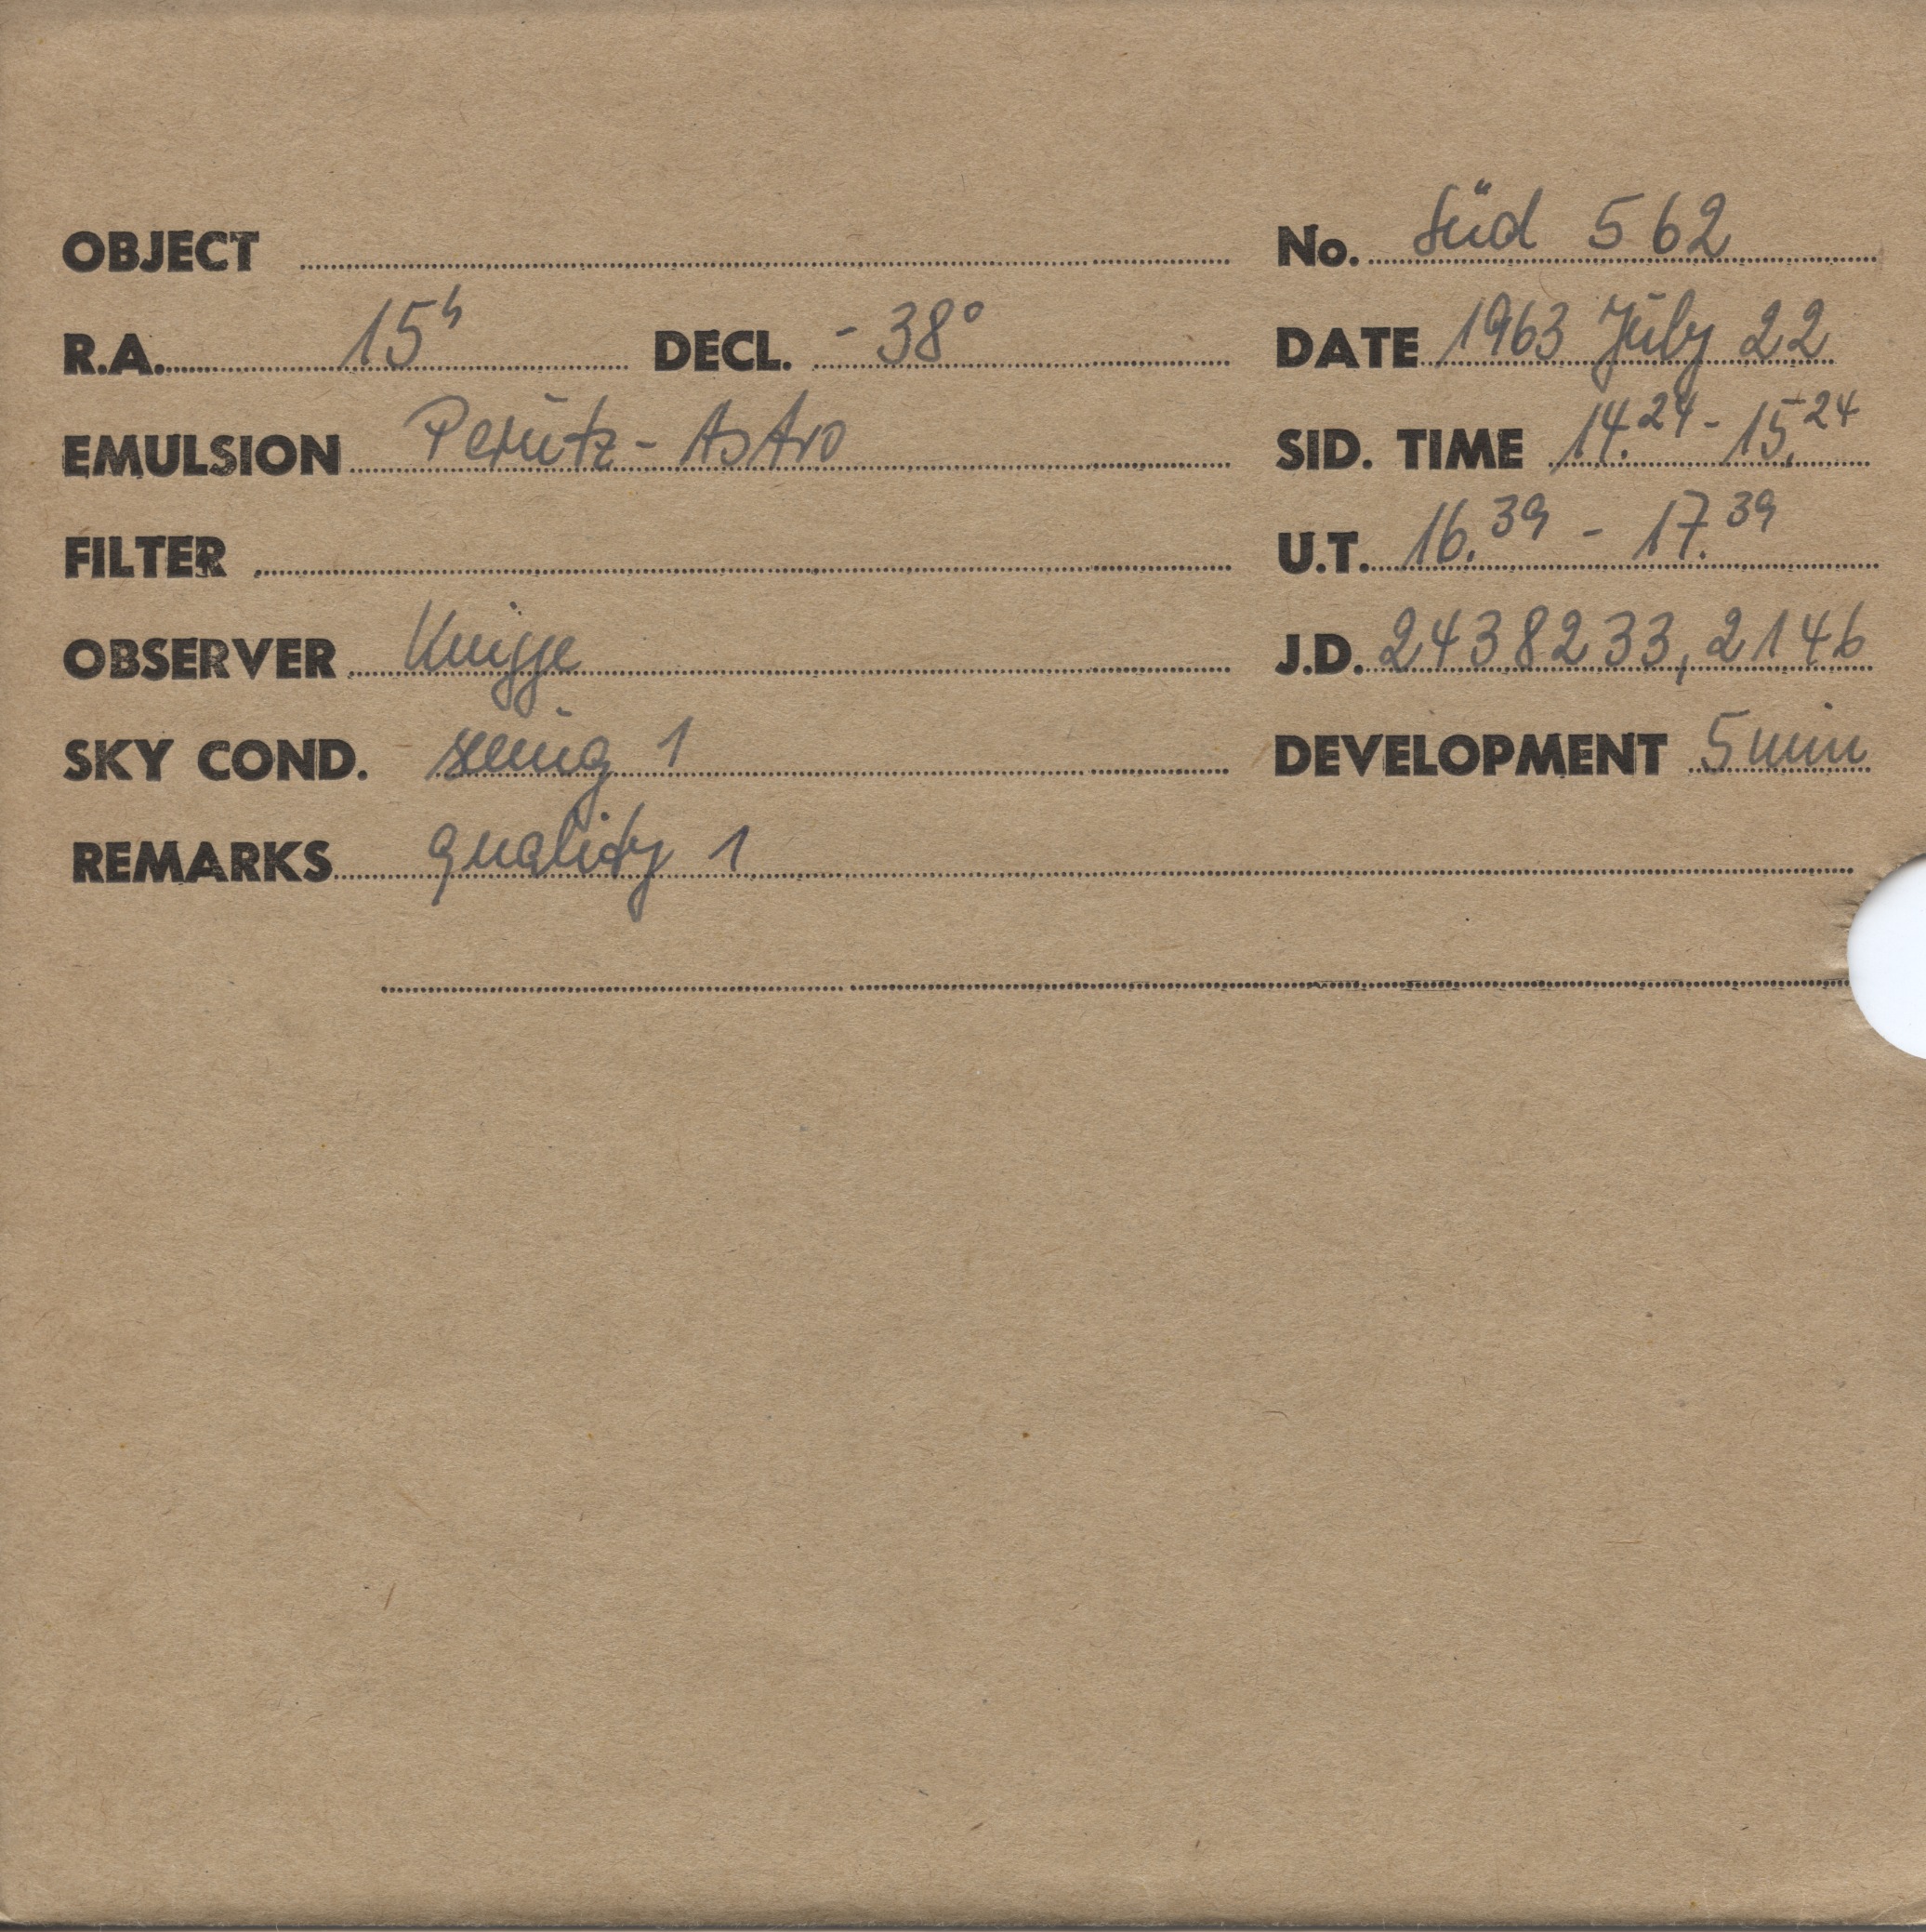 OBJECT No. Süd 562
R.A. 15h DECL. -38° DATE 1963 July 22
EMULSION Perutz-Astro SID. TIME 14.24 - 15.24
FILTER U.T. 16.39 - 17.39
OBSERVER Knigge J.D. 2438233,2146
SKY COND. seeing 1 DEVELOPMENT 5 min
REMARKS quality 1